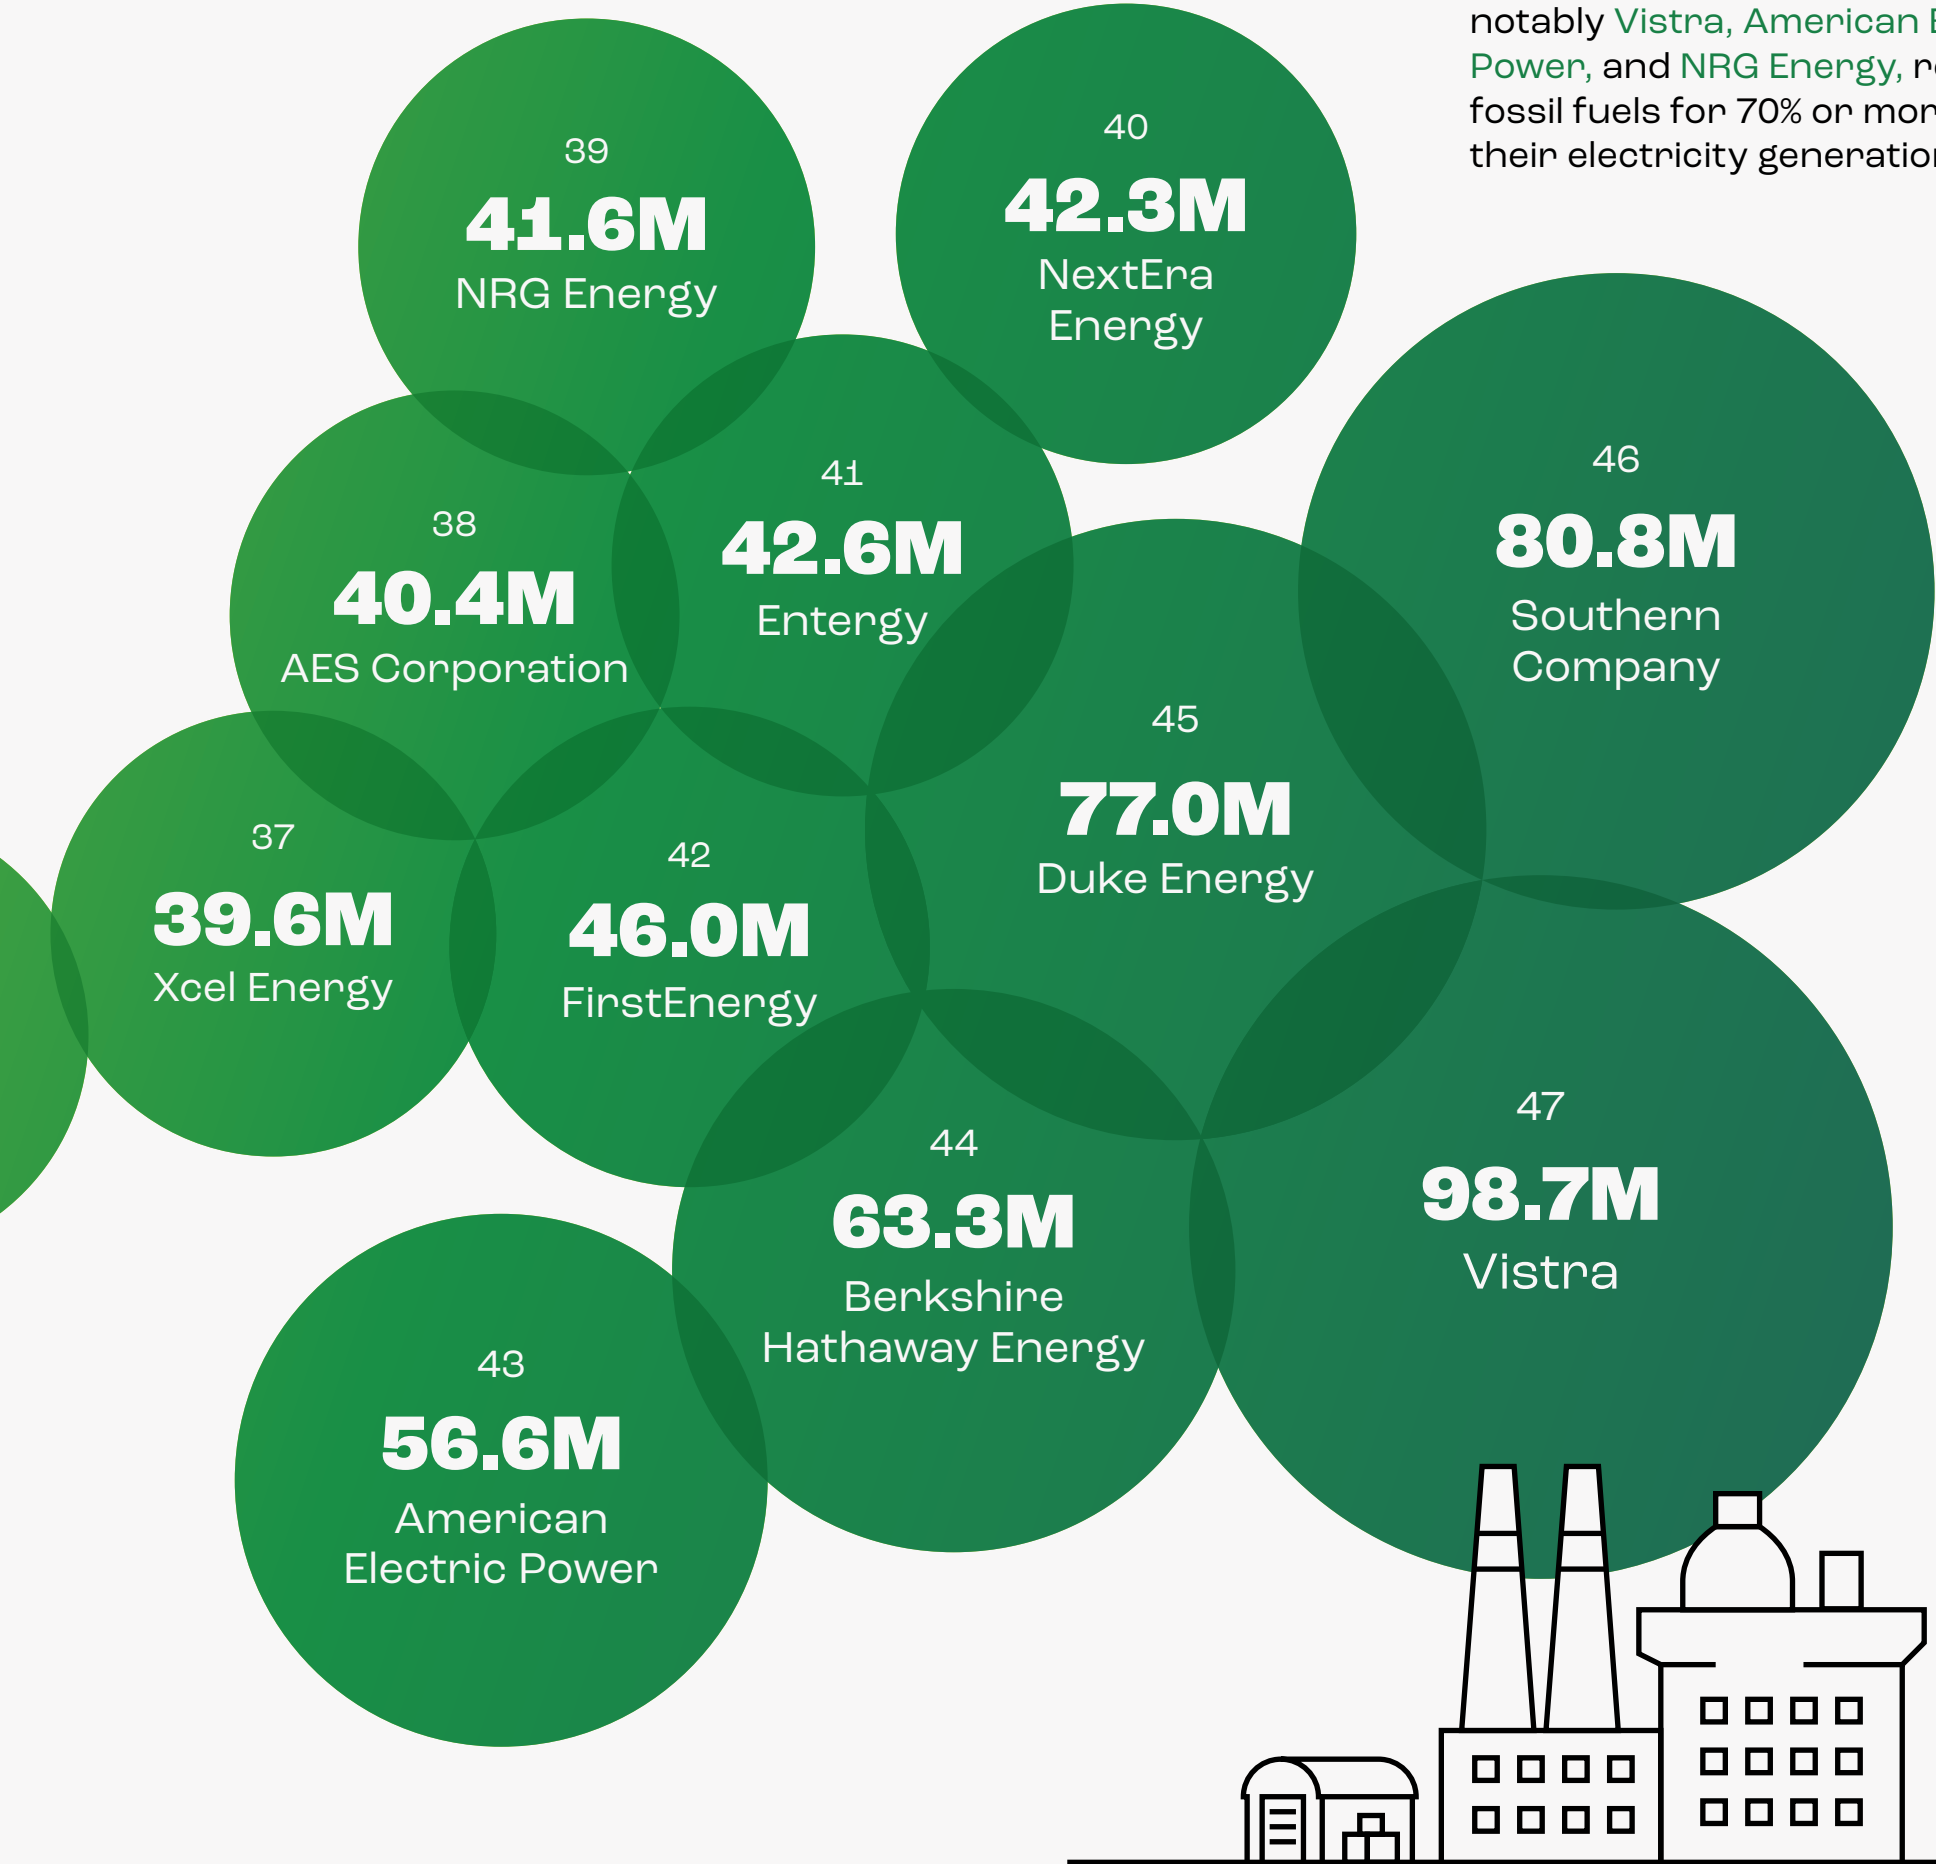 notably Vistra, American
Power, and NRG Energy,
fossil fuels for 70% or
their electricity
39
41.6M
NRG Energy
40
42.3M
NextEra
Energy
38
40.4M
AES Corporation
41
42.6M
Entergy
46
80.8M
Southern
Company
37
39.6M
Xcel Energy
42
46.0M
FirstEnergy
45
77.0M
Duke Energy
44
63.3M
Berkshire
Hathaway Energy
47
98.7M
Vistra
43
56.6M
American
Electric Power